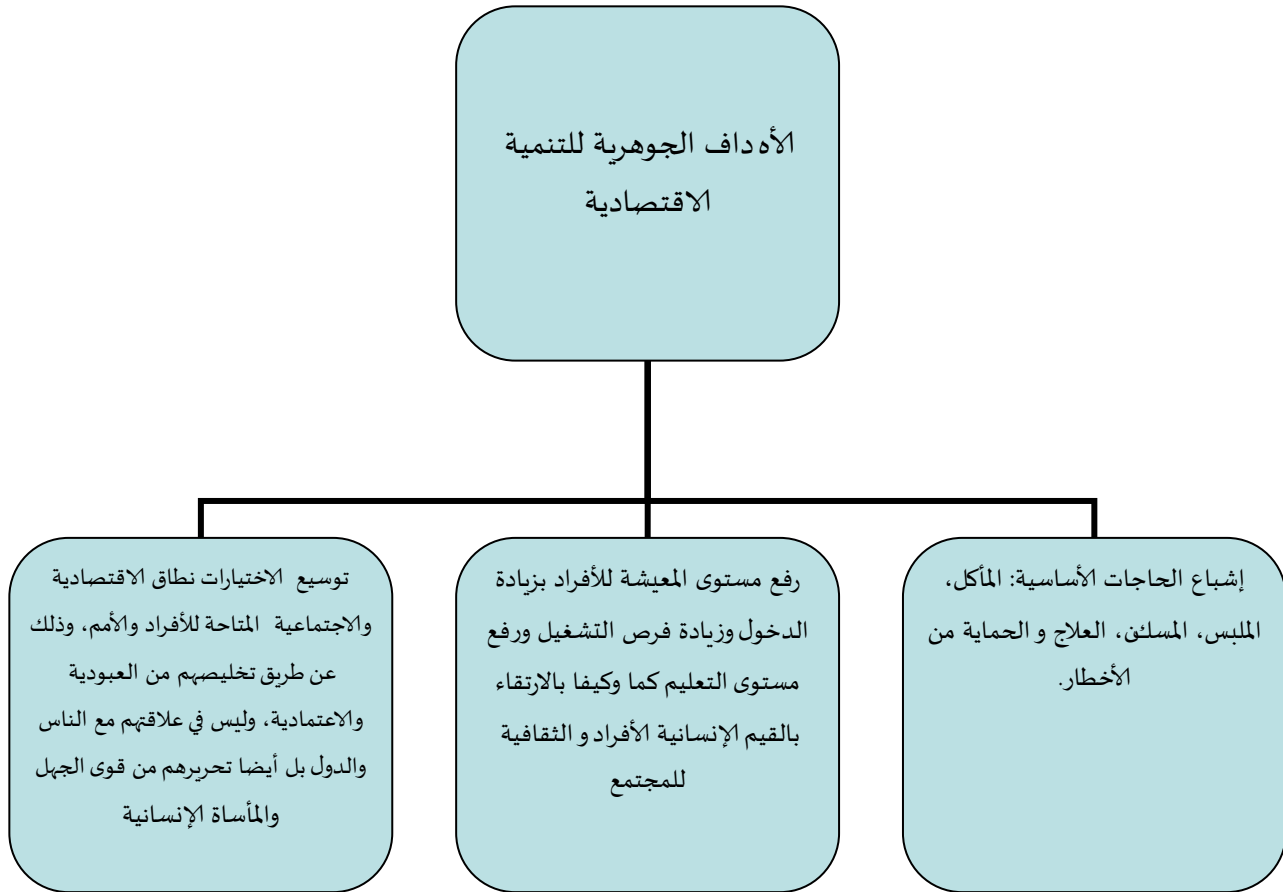 الأهداف الجوهرية للتنمية
الاقتصادية
إشباع الحاجات الأساسية: المأكل،
الملبس، المسكن، العلاج و الحماية من
الأخطار.
رفع مستوى المعيشة للأفراد بزيادة
الدخول وزيادة فرص التشغيل ورفع
مستوى التعليم كما وكيفا بالارتقاء
بالقيم الإنسانية الأفراد و الثقافية
للمجتمع
توسيع الاختيارات نطاق الاقتصادية
والاجتماعية المتاحة للأفراد والأمم، وذلك
عن طريق تخليصهم من العبودية
والاعتمادية، وليس في علاقتهم مع الناس
والدول بل أيضا تحريرهم من قوى الجهل
والمأساة الإنسانية